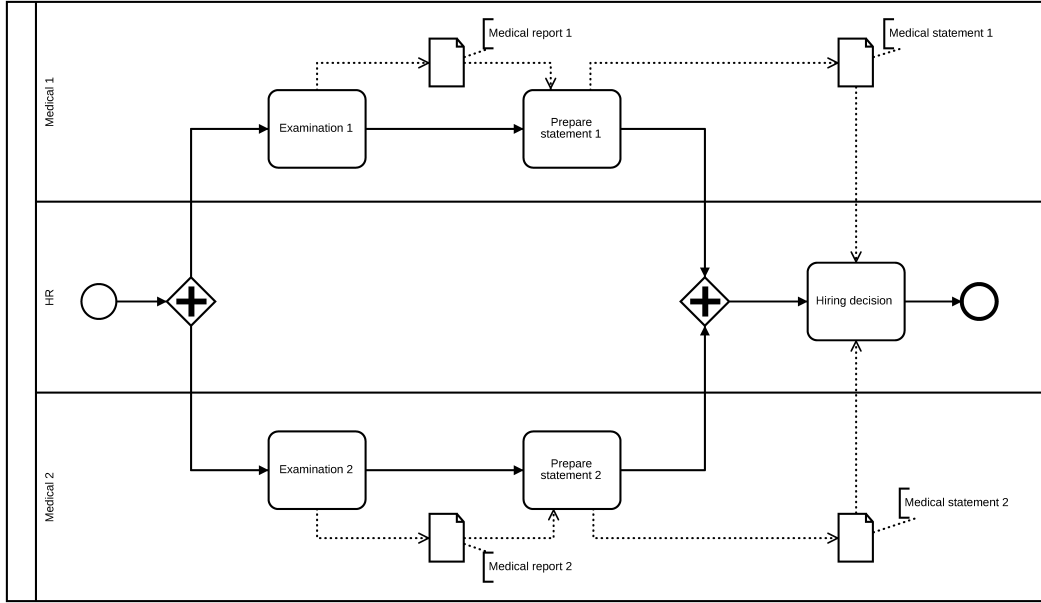 Medical 1
Medical report 1
Medical statement 1
Examination 1
Prepare
statement 1
HR
Hiring decision
Medical 2
Examination 2
Prepare
statement 2
Medical statement 2
Medical report 2